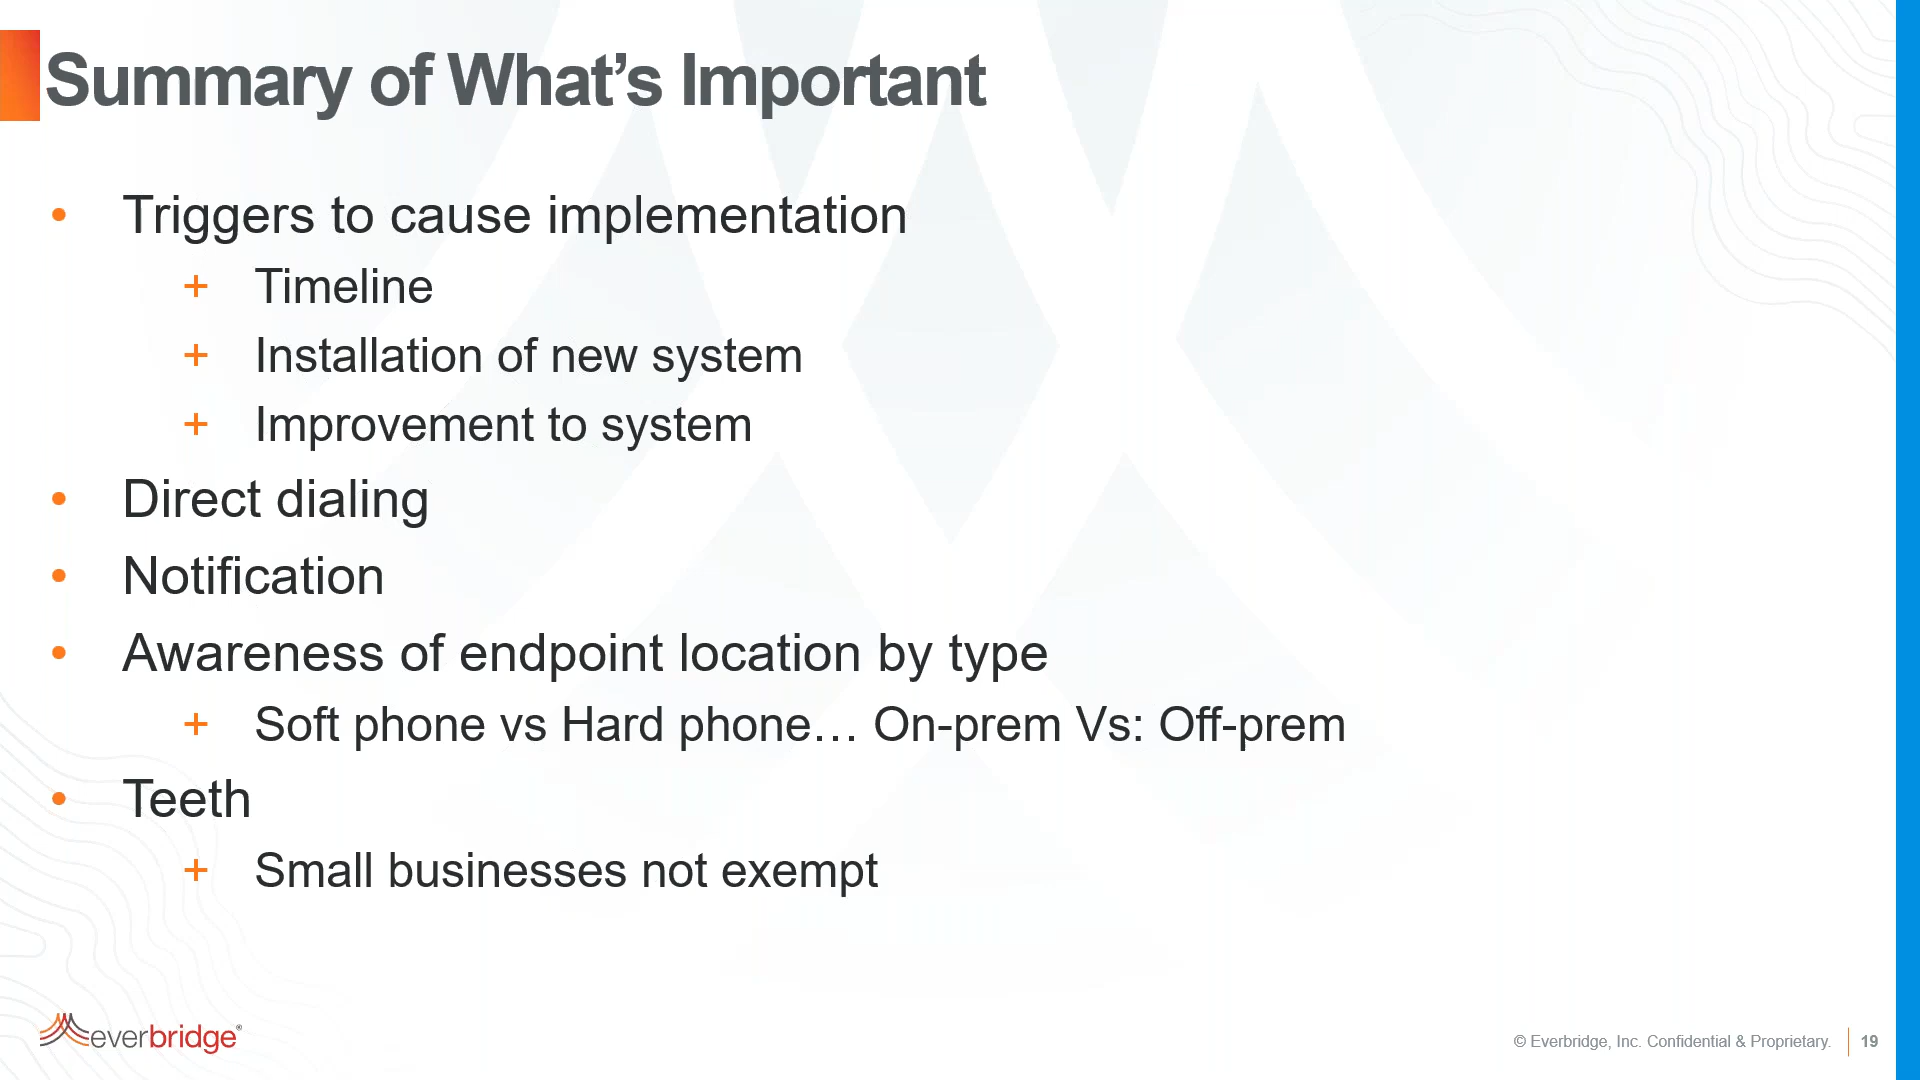 Summary of What’s Important
• Triggers to cause implementation
+ Timeline
+ Installation of new system
+ Improvement to system
• Direct dialing
• Notification
• Awareness of endpoint location by type
+ Soft phone vs Hard phone… On-prem Vs: Off-prem
• Teeth
+ Small businesses not exempt
everbridge®
© Everbridge, Inc. Confidential & Proprietary. 19